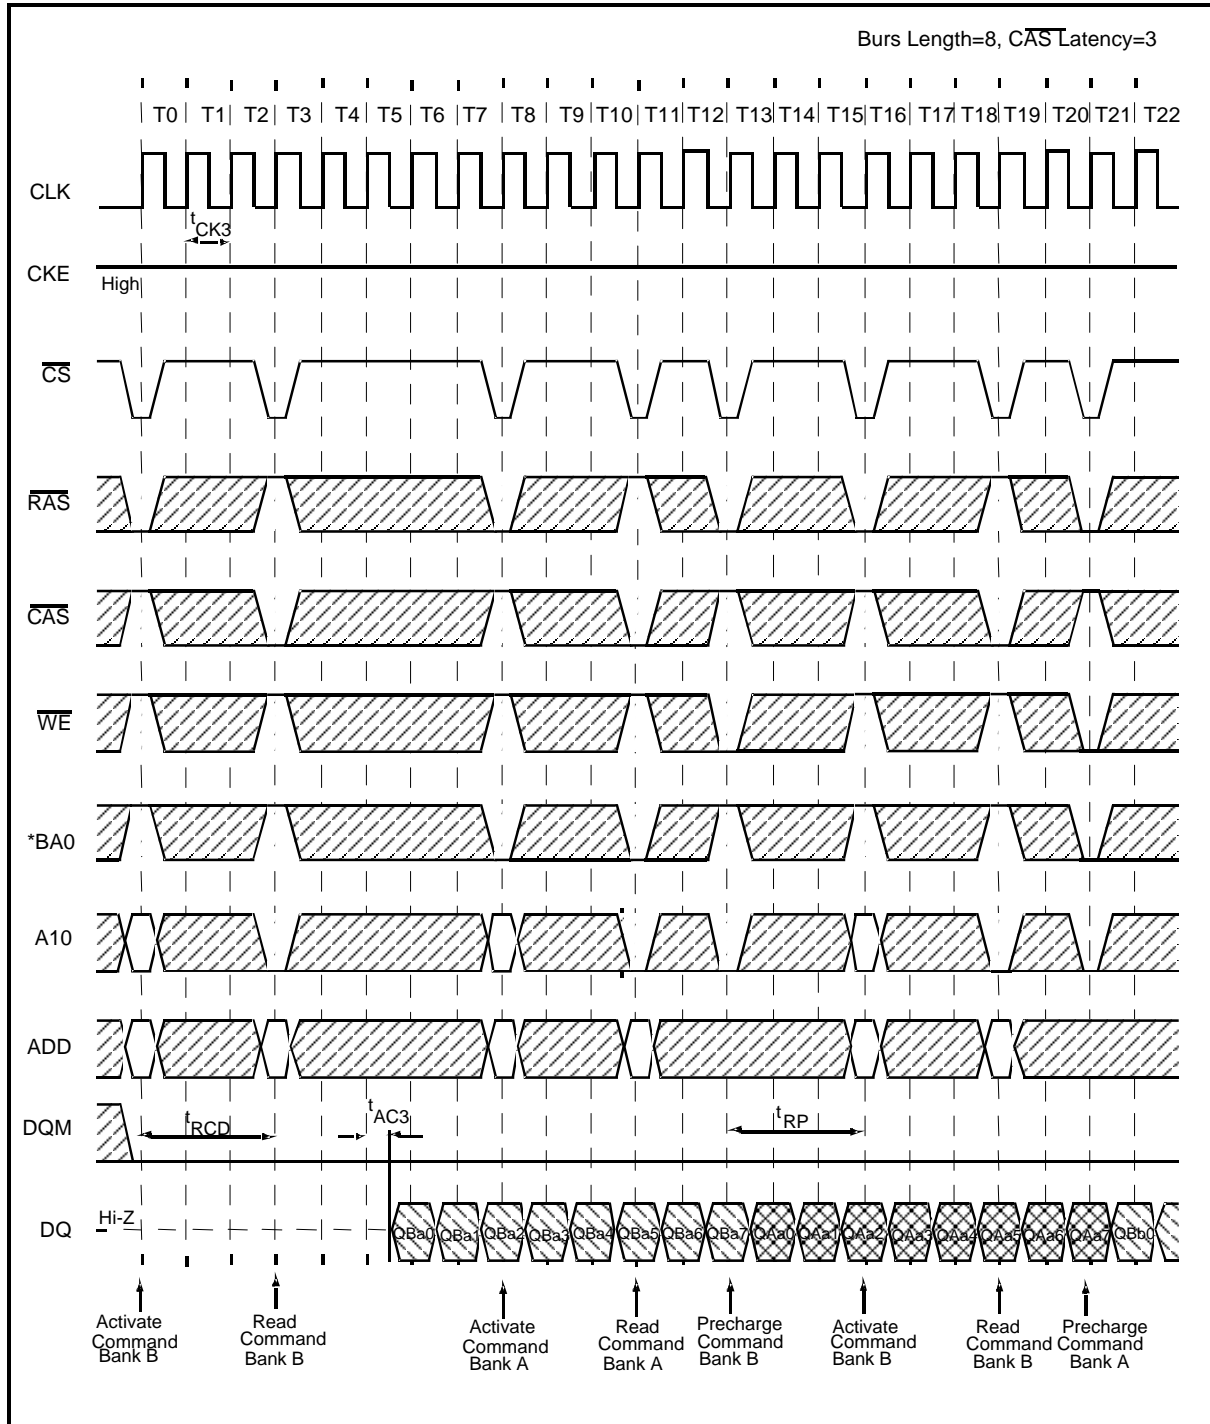 Burs Length=8, CAS Latency=3
T0 T1 T2 T3 T4 T5 T6 T7 T8 T9 T10 T11 T12 T13 T14 T15 T16 T17 T18 T19 T20 T21 T22
CLK
tCK3
CKE
High
CS
RAS
CAS
WE
*BA0
A10
ADD
DQM
tRCD
tAC3
tRP
DQ
Hi-Z
QBa0 QBa1 QBa2 QBa3 QBa4 QBa5 QBa6 QBa7 QAa0 QAa1 QAa2 QAa3 QAa4 QAa5 QAa6 QAa7 QBb0
Activate
Command
Bank B
Read
Command
Bank B
Activate
Command
Bank A
Read
Command
Bank A
Precharge
Command
Bank B
Activate
Command
Bank B
Read
Command
Bank B
Precharge
Command
Bank A